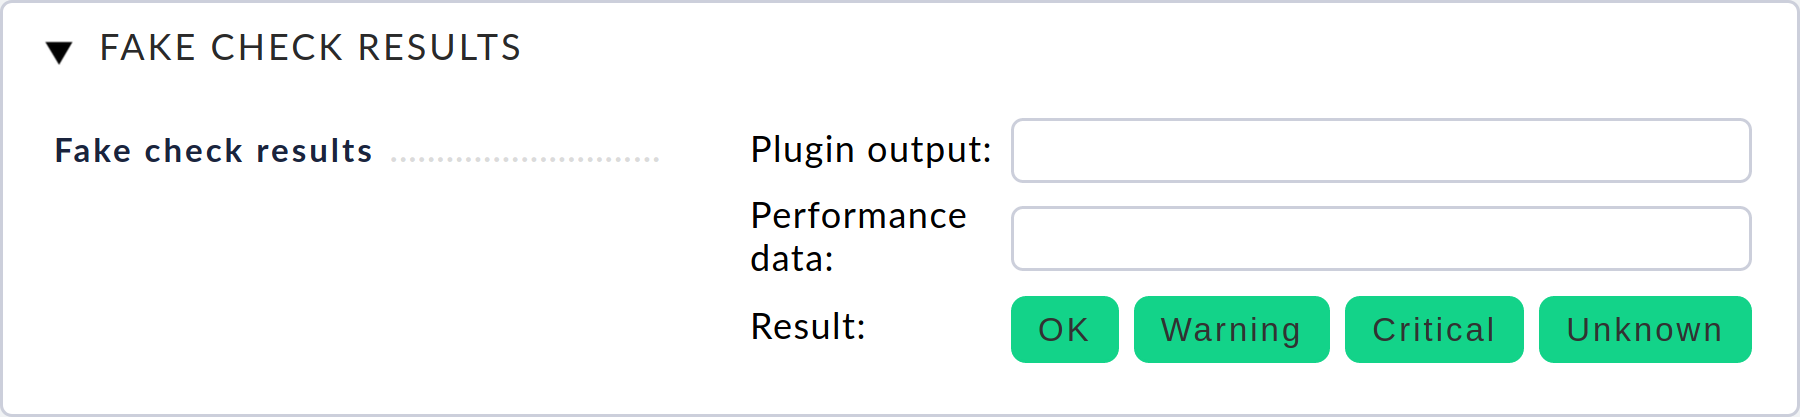 FAKE CHECK RESULTS
Fake check results
Plugin output:
Performance
data:
Result:
OK Warning Critical Unknown